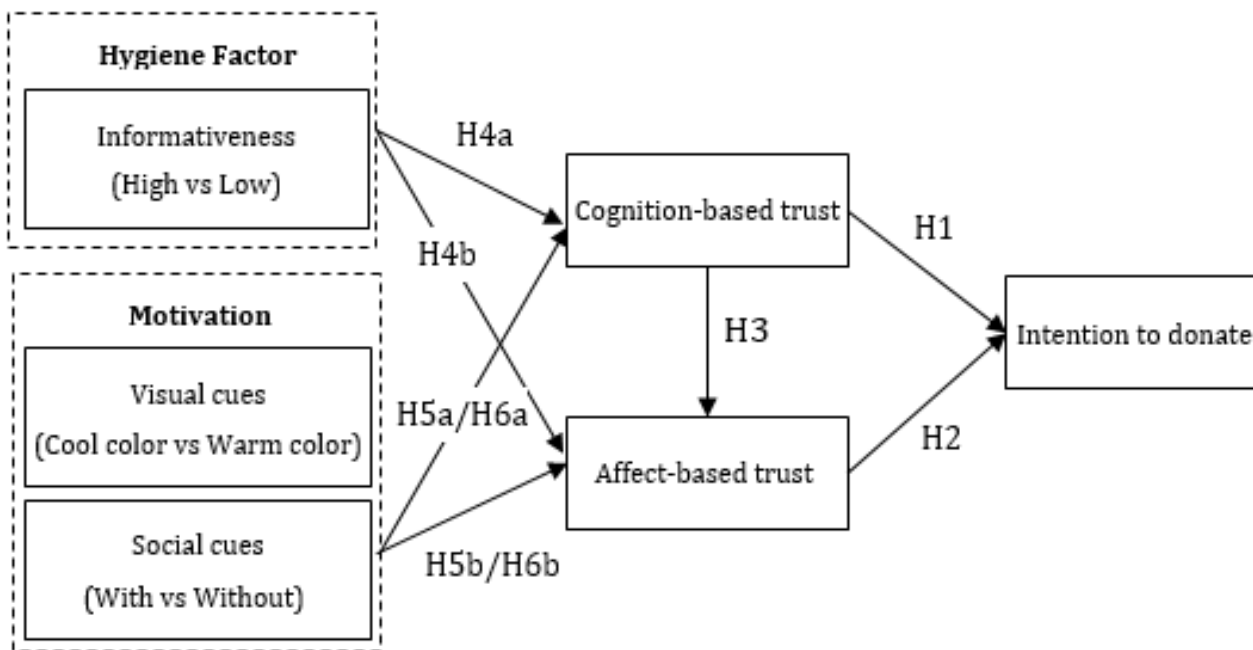 Hygiene Factor
Informativeness
(High vs Low)
Motivation
Visual cues
(Cool color vs Warm color)
Social cues
(With vs Without)
H4a
H4b
H5a/H6a
H5b/H6b
Cognition-based trust
H3
Affect-based trust
H1
H2
Intention to donate